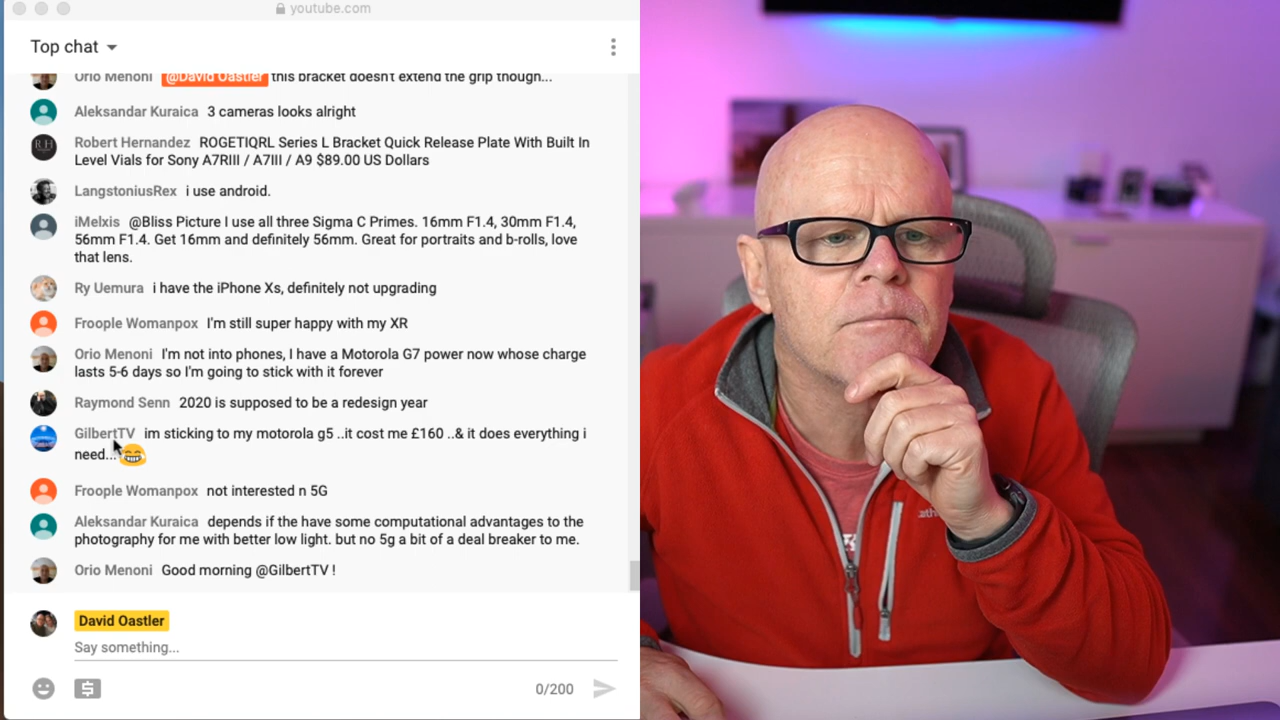 youtube.com
Top chat
Orio Menoni @David Oastler this bracket doesn't extend the grip though...
Aleksandar Kuraica 3 cameras looks alright
Robert Hernandez ROGETIQRL Series L Bracket Quick Release Plate With Built In
Level Vials for Sony A7RIII / A7III / A9 $89.00 US Dollars
LangstoniusRex i use android.
iMelxis @Bliss Picture I use all three Sigma C Primes. 16mm F1.4, 30mm F1.4,
56mm F1.4. Get 16mm and definitely 56mm. Great for portraits and b-rolls, love
that lens.
Ry Uemura i have the iPhone Xs, definitely not upgrading
Froople Womanpox I'm still super happy with my XR
Orio Menoni I'm not into phones, I have a Motorola G7 power now whose charge
lasts 5-6 days so I'm going to stick with it forever
Raymond Senn 2020 is supposed to be a redesign year
GilbertTV im sticking to my motorola g5 ..it cost me £160 ..& it does everything i
need...😂
Froople Womanpox not interested n 5G
Aleksandar Kuraica depends if the have some computational advantages to the
photography for me with better low light. but no 5g a bit of a deal breaker to me.
Orio Menoni Good morning @GilbertTV !
David Oastler
Say something...
$
0/200
RH